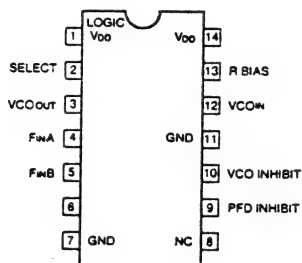 LOGIC
1 VDD VDD 14
SELECT 2 13 R BIAS
VCOOUT 3 12 VCOIN
FINA 4 GND 11
FINB 5 10 VCO INHIBIT
6 9 PFD INHIBIT
7 GND NC 8